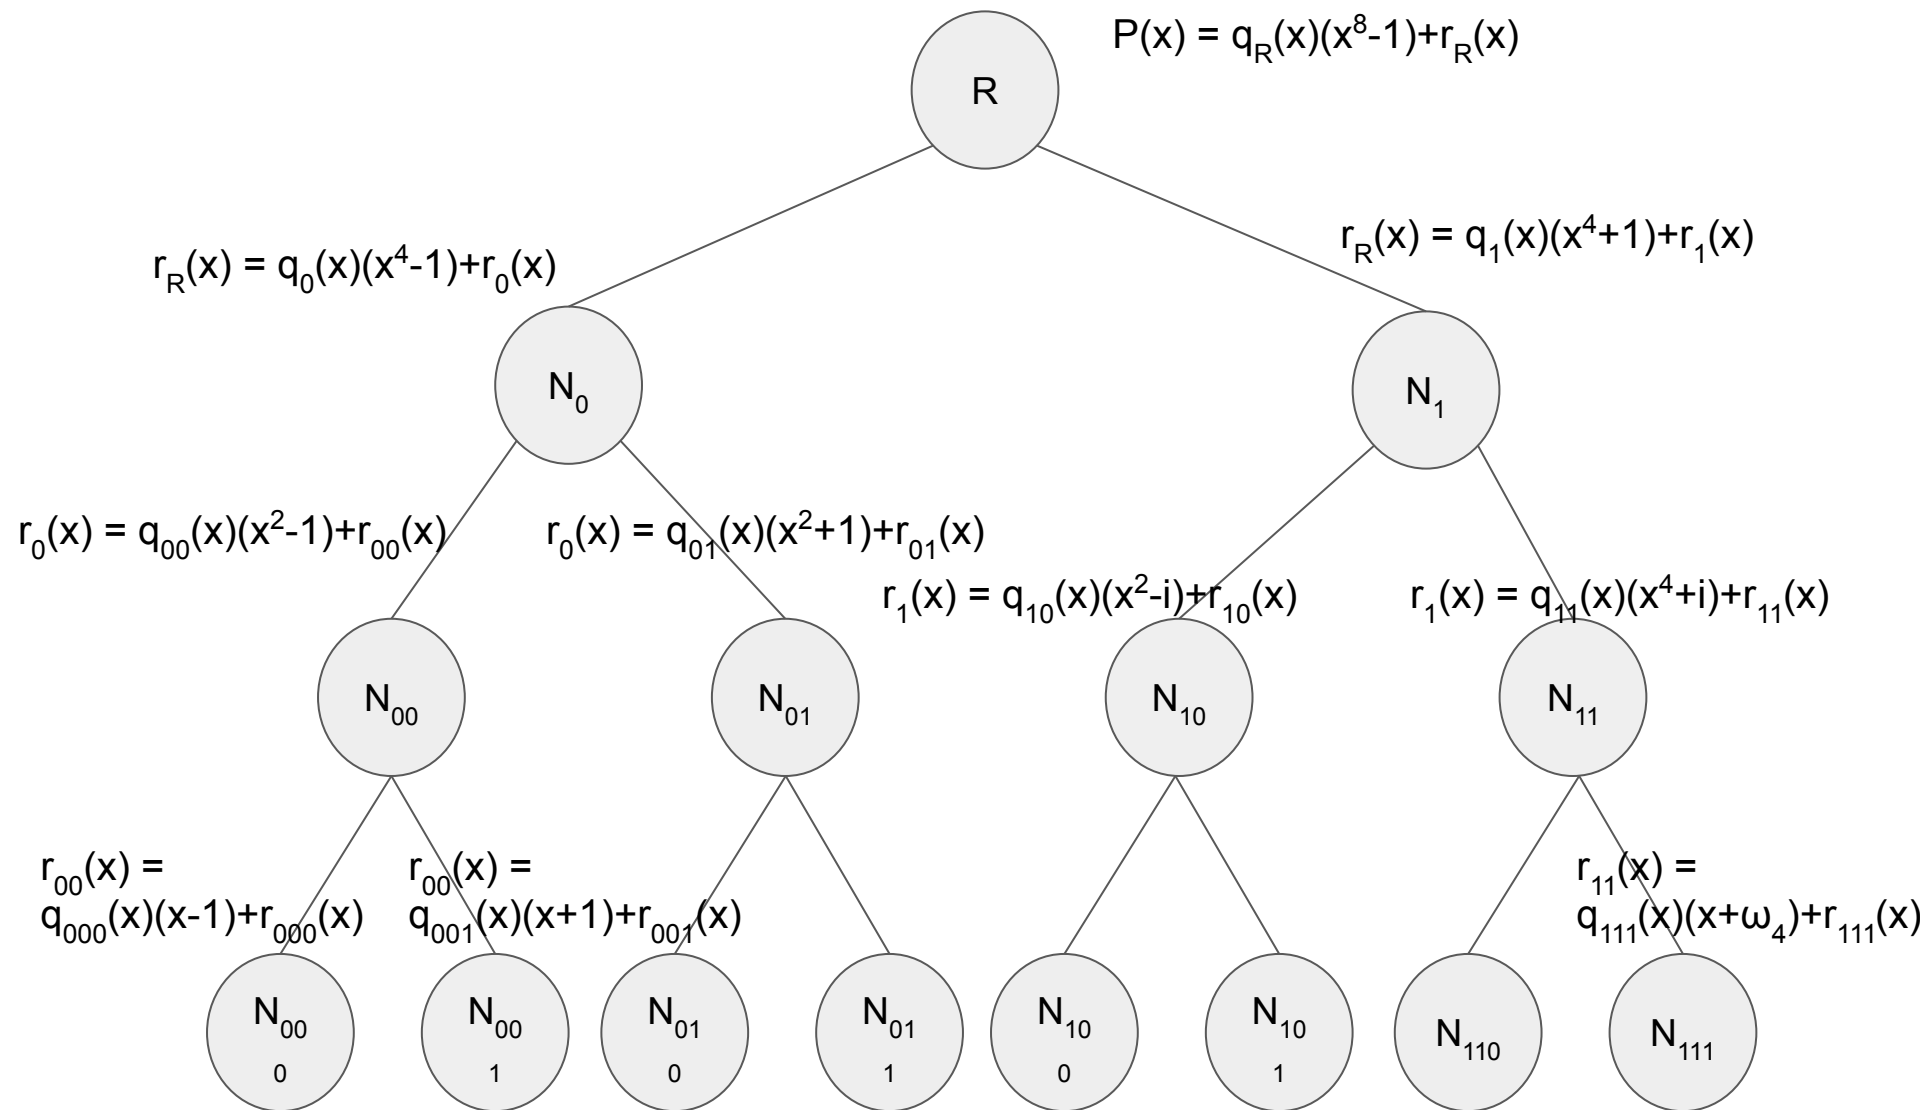 P(x) = q_R(x)(x^8-1)+r_R(x)
R
r_R(x) = q_1(x)(x^4+1)+r_1(x)
r_R(x) = q_0(x)(x^4-1)+r_0(x)
N_0
N_1
r_0(x) = q_00(x)(x^2-1)+r_00(x)
r_0(x) = q_01(x)(x^2+1)+r_01(x)
r_1(x) = q_10(x)(x^2-i)+r_10(x)
r_1(x) = q_11(x)(x^4+i)+r_11(x)
N_00
N_01
N_10
N_11
r_00(x) =
q_000(x)(x-1)+r_000(x)
r_00(x) =
q_001(x)(x+1)+r_001(x)
r_11(x) =
q_111(x)(x+ω_4)+r_111(x)
N_00
0
N_00
1
N_01
0
N_01
1
N_10
0
N_10
1
N_110
N_111